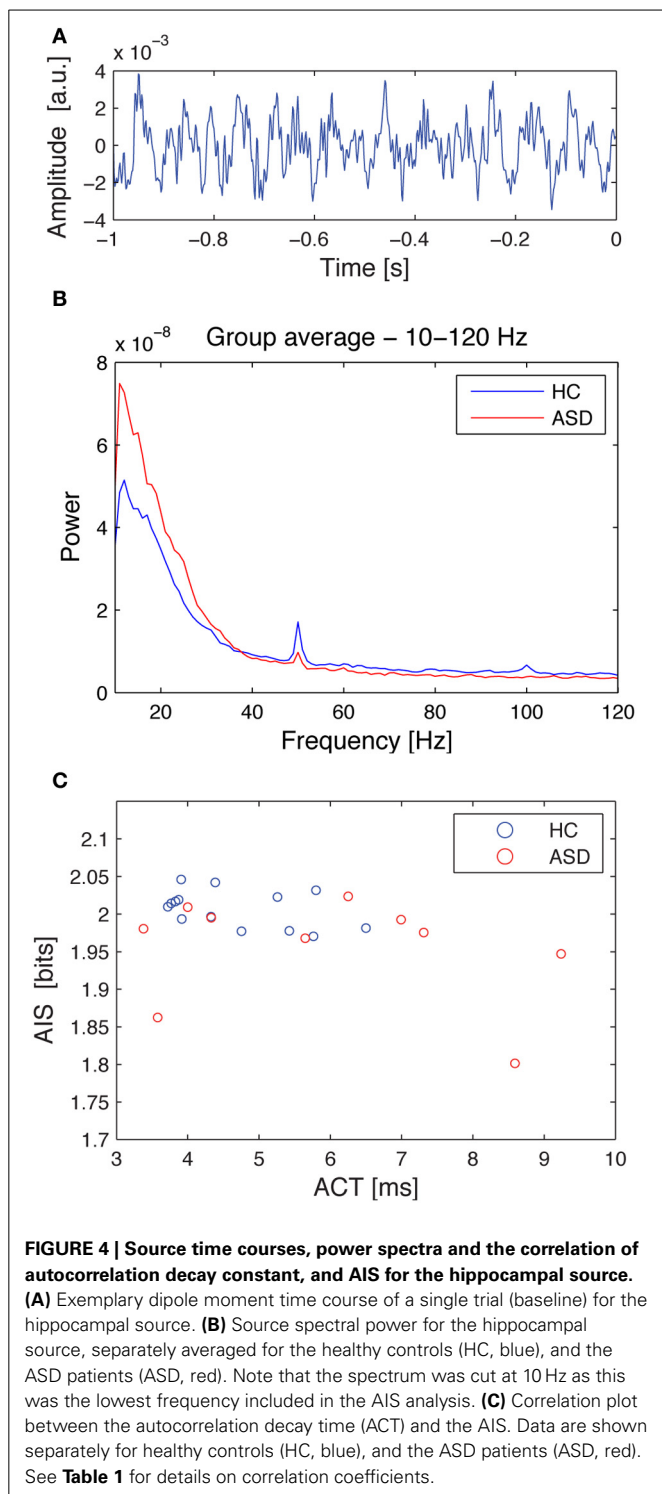 A
x 10−3
Amplitude [a.u.]
4
2
0
−2
−4
−1
−0.8
−0.6
−0.4
−0.2
0
Time [s]
B
x 10−8
Group average − 10−120 Hz
8
6
4
2
0
Power
HC
ASD
20
40
60
80
100
120
Frequency [Hz]
C
2.1
2.05
2
1.95
1.9
1.85
1.8
1.75
1.7
AIS [bits]
HC
ASD
3
4
5
6
7
8
9
10
ACT [ms]
FIGURE 4 | Source time courses, power spectra and the correlation of
autocorrelation decay constant, and AIS for the hippocampal source.
(A) Exemplary dipole moment time course of a single trial (baseline) for the
hippocampal source. (B) Source spectral power for the hippocampal
source, separately averaged for the healthy controls (HC, blue), and the
ASD patients (ASD, red). Note that the spectrum was cut at 10 Hz as this
was the lowest frequency included in the AIS analysis. (C) Correlation plot
between the autocorrelation decay time (ACT) and the AIS. Data are shown
separately for healthy controls (HC, blue), and the ASD patients (ASD, red).
See Table 1 for details on correlation coefficients.